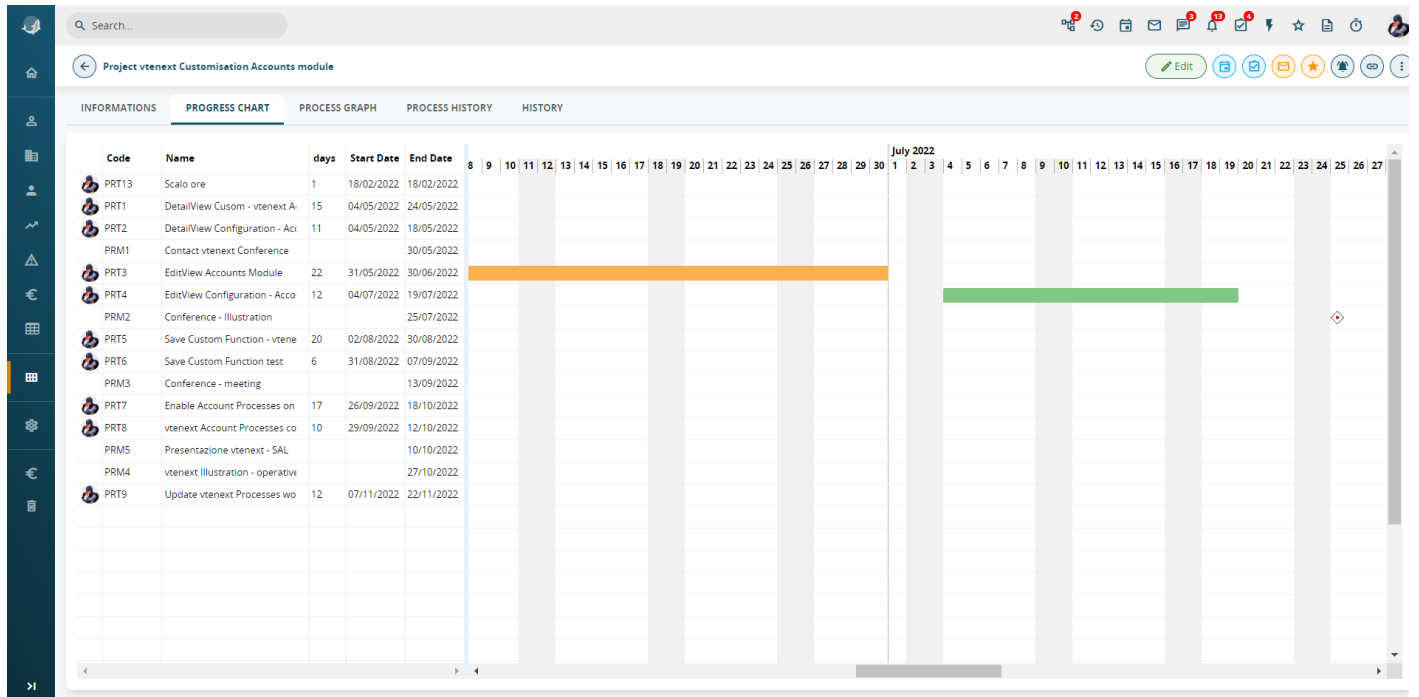 Search...
2
3
13
4
Project vtenext Customisation Accounts module
Edit
INFORMATIONS PROGRESS CHART PROCESS GRAPH PROCESS HISTORY HISTORY
July 2022
Code Name days Start Date End Date
8 9 10 11 12 13 14 15 16 17 18 19 20 21 22 23 24 25 26 27 28 29 30 1 2 3 4 5 6 7 8 9 10 11 12 13 14 15 16 17 18 19 20 21 22 23 24 25 26 27
PRT13 Scalo ore 1 18/02/2022 18/02/2022
PRT1 DetailView Cusom - vtenext A 15 04/05/2022 24/05/2022
PRT2 DetailView Configuration - Acc 11 04/05/2022 18/05/2022
PRM1 Contact vtenext Conference 30/05/2022
PRT3 EditView Accounts Module 22 31/05/2022 30/06/2022
PRT4 EditView Configuration - Acco 12 04/07/2022 19/07/2022
PRM2 Conference - Illustration 25/07/2022
PRT5 Save Custom Function - vtene 20 02/08/2022 30/08/2022
PRT6 Save Custom Function test 6 31/08/2022 07/09/2022
PRM3 Conference - meeting 13/09/2022
PRT7 Enable Account Processes on 17 26/09/2022 18/10/2022
PRT8 vtenext Account Processes co 10 29/09/2022 12/10/2022
PRM5 Presentazione vtenext - SAL 10/10/2022
PRM4 vtenext Illustration - operative 27/10/2022
PRT9 Update vtenext Processes wo 12 07/11/2022 22/11/2022